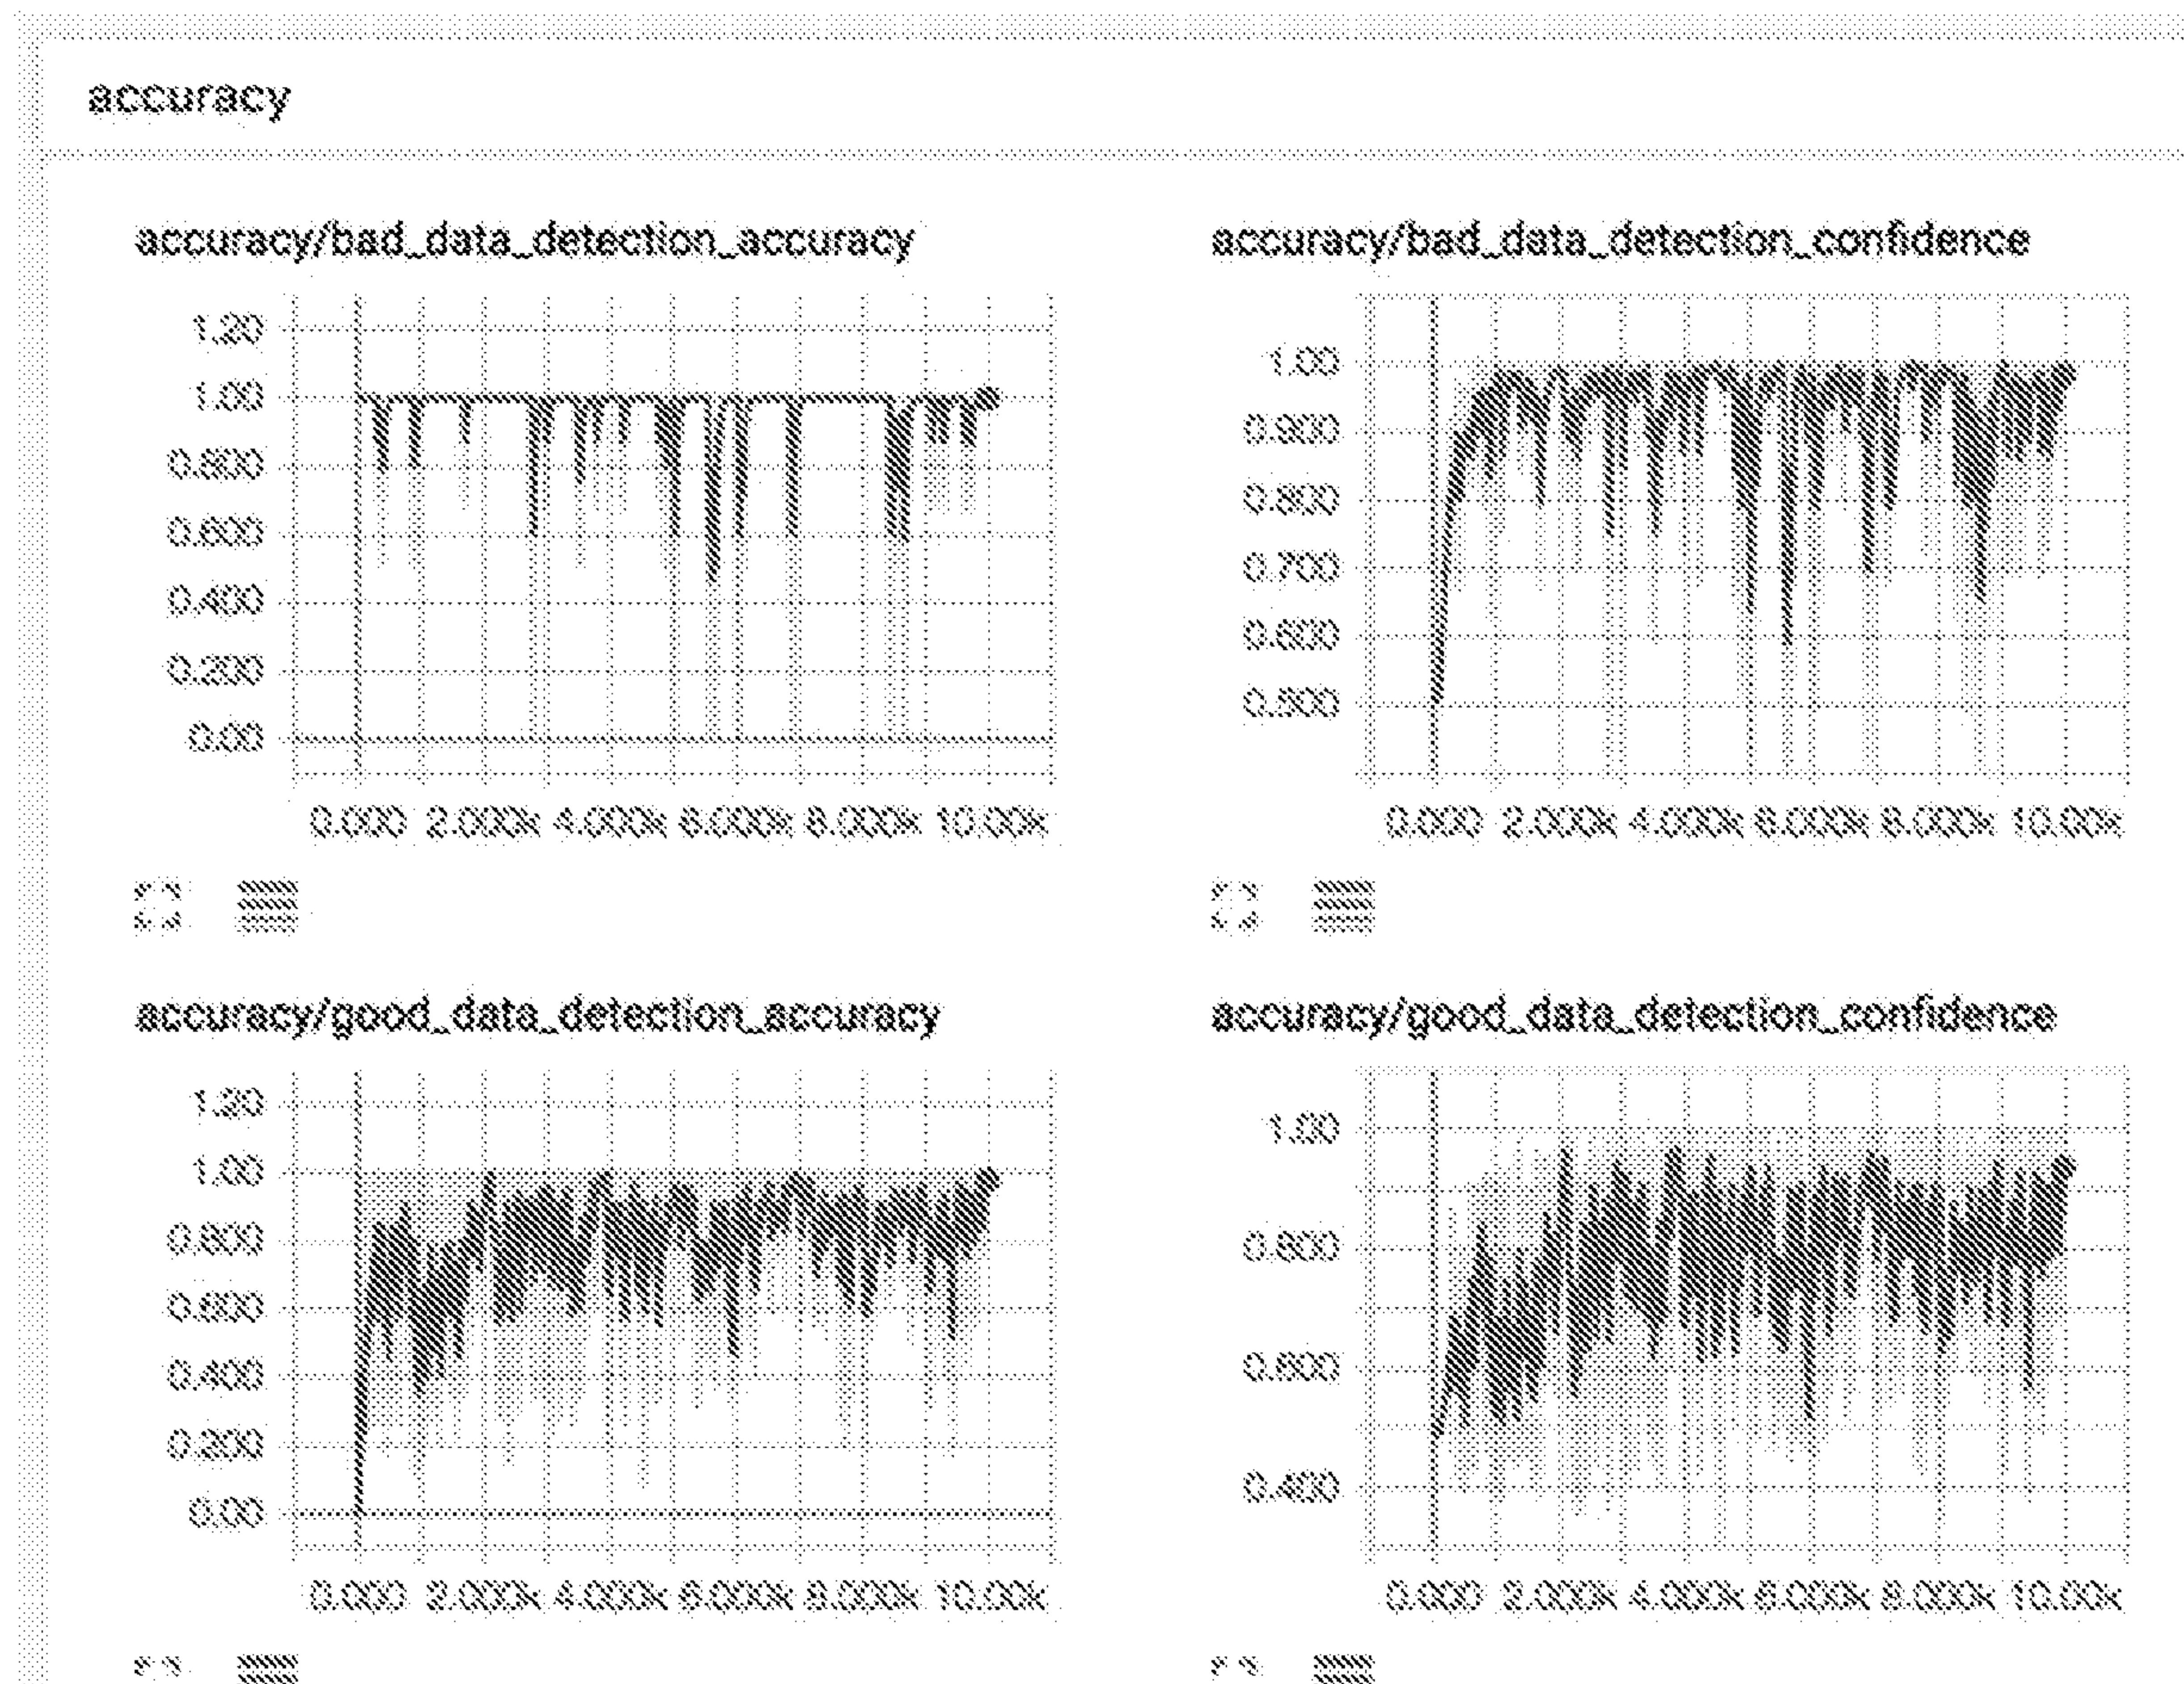 accuracy
accuracy/bad_data_detection_accuracy
1.20
1.00
0.800
0.600
0.400
0.200
0.00
0.000 2.000k 4.000k 6.000k 8.000k 10.00k
accuracy/bad_data_detection_confidence
1.00
0.900
0.800
0.700
0.600
0.500
0.000 2.000k 4.000k 6.000k 8.000k 10.00k
accuracy/good_data_detection_accuracy
1.20
1.00
0.800
0.600
0.400
0.200
0.00
0.000 2.000k 4.000k 6.000k 8.000k 10.00k
accuracy/good_data_detection_confidence
1.00
0.800
0.600
0.400
0.000 2.000k 4.000k 6.000k 8.000k 10.00k